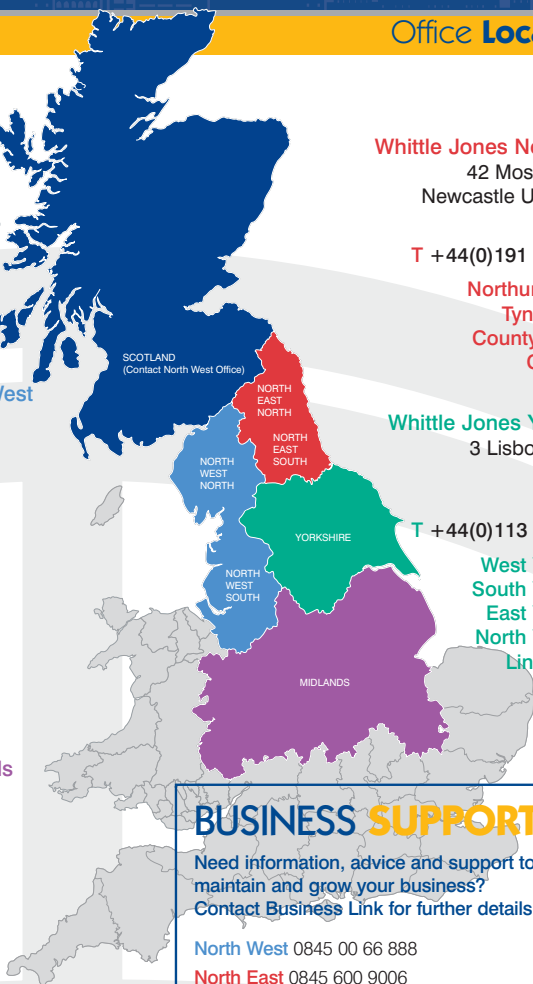 Office Loca
Whittle Jones No
42 Mos
Newcastle U
T +44(0)191
Northu
Tyn
County
SCOTLAND
(Contact North West Office)
West
NORTH
EAST
NORTH
NORTH
EAST
SOUTH
Whittle Jones Y
3 Lisbo
NORTH
WEST
NORTH
YORKSHIRE
T +44(0)113
NORTH
WEST
SOUTH
West
South
East
North
Lin
MIDLANDS
ls
BUSINESS SUPPORT
Need information, advice and support to
maintain and grow your business?
Contact Business Link for further details
North West 0845 00 66 888
North East 0845 600 9006